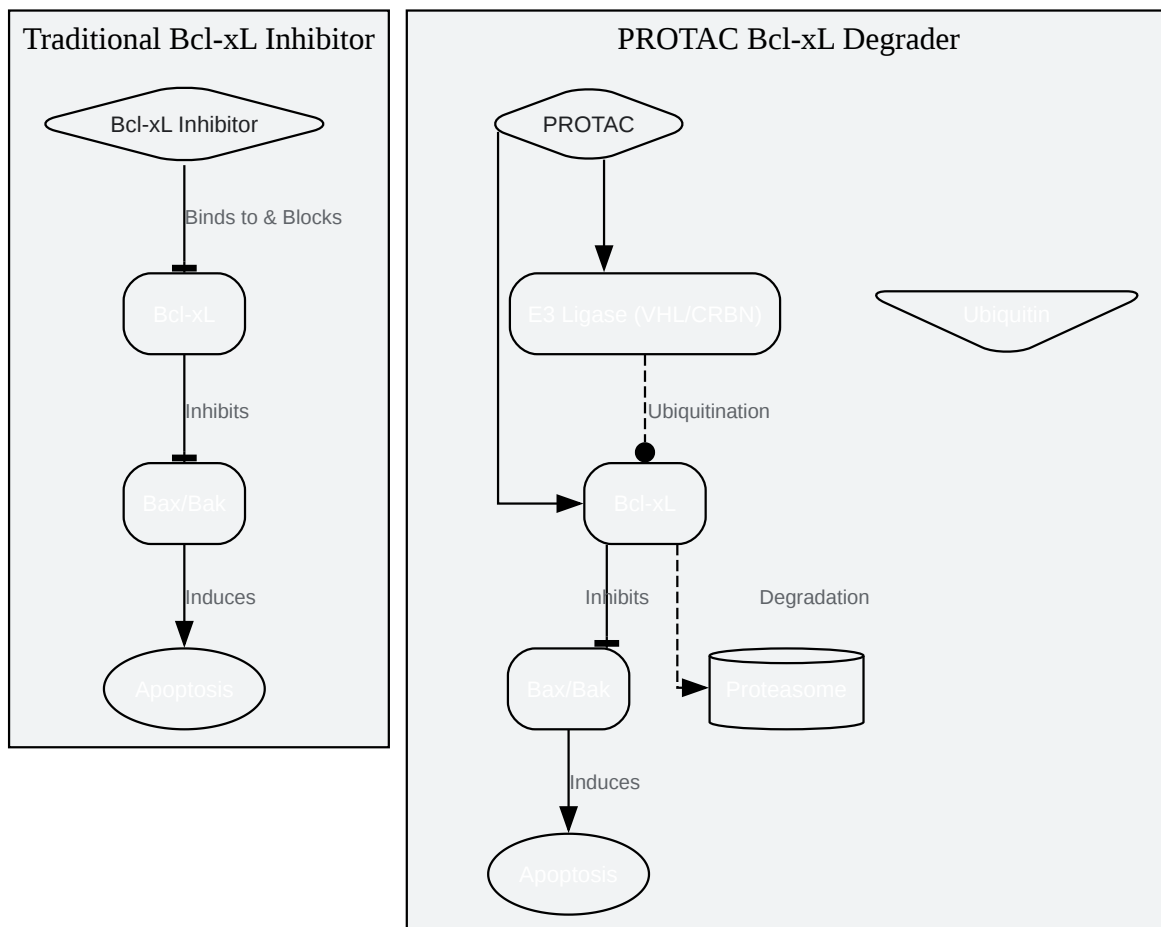 Traditional Bcl-xL Inhibitor
Bcl-xL Inhibitor
Binds to & Blocks
Bcl-xL
Inhibits
Bax/Bak
Induces
Apoptosis
PROTAC Bcl-xL Degrader
PROTAC
E3 Ligase (VHL/CRBN)
Ubiquitin
Ubiquitination
Bcl-xL
Inhibits
Degradation
Bax/Bak
Proteasome
Induces
Apoptosis